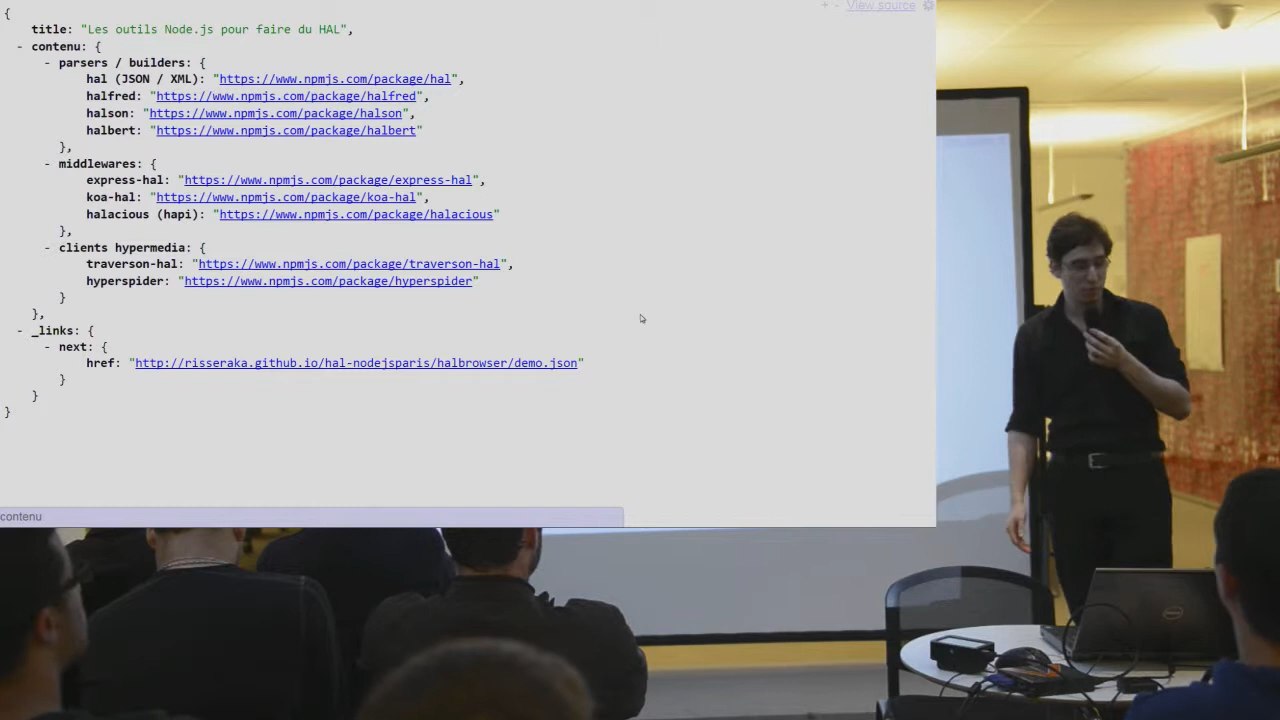 + - View source
{
title: "Les outils Node.js pour faire du HAL",
- contenu: {
- parsers / builders: {
hal (JSON / XML): "https://www.npmjs.com/package/hal",
halfred: "https://www.npmjs.com/package/halfred",
halson: "https://www.npmjs.com/package/halson",
halbert: "https://www.npmjs.com/package/halbert"
},
- middlewares: {
express-hal: "https://www.npmjs.com/package/express-hal",
koa-hal: "https://www.npmjs.com/package/koa-hal",
halacious (hapi): "https://www.npmjs.com/package/halacious"
},
- clients hypermedia: {
traverson-hal: "https://www.npmjs.com/package/traverson-hal",
hyperspider: "https://www.npmjs.com/package/hyperspider"
}
},
- _links: {
- next: {
href: "http://risseraka.github.io/hal-nodejsparis/halbrowser/demo.json"
}
}
}
contenu